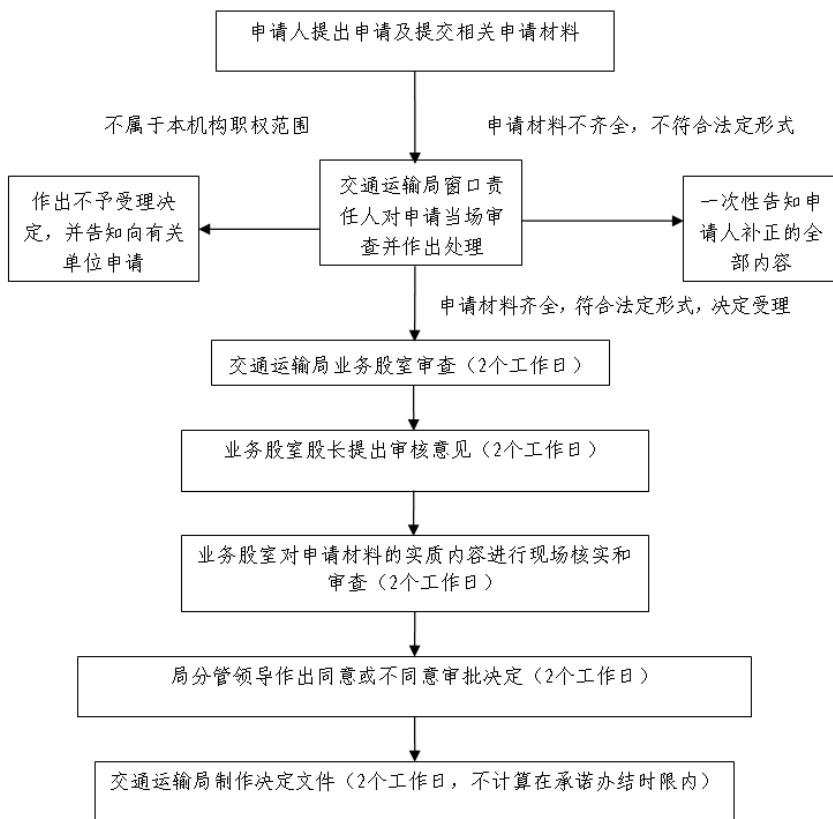 申请人提出申请及提交相关申请材料
不属于本机构职权范围
申请材料不齐全，不符合法定形式
作出不予受理决
定，并告知向有关
单位申请
交通运输局窗口责
任人对申请当场审
查并作出处理
一次性告知申
请人补正的全
部内容
申请材料齐全，符合法定形式，决定受理
交通运输局业务股室审查（2个工作日）
业务股室股长提出审核意见（2个工作日）
业务股室对申请材料的实质内容进行现场核实和
审查（2个工作日）
局分管领导作出同意或不同意审批决定（2个工作日）
交通运输局制作决定文件（2个工作日，不计算在承诺办结时限内）